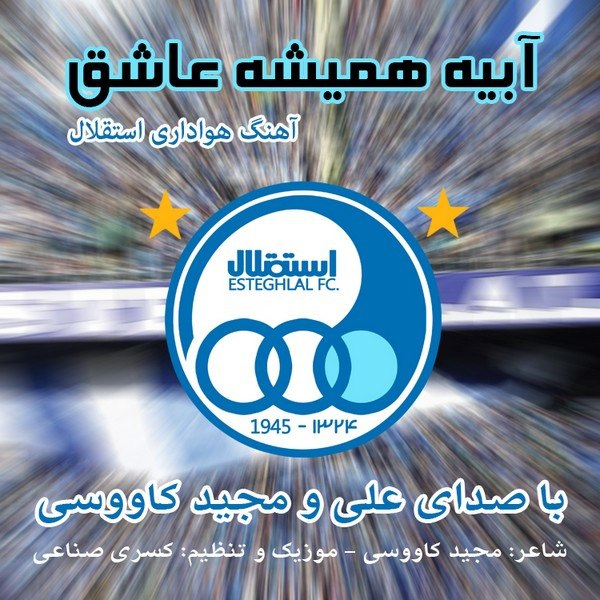 آبیه همیشه عاشق
آهنگ هواداری استقلال
استقلال
ESTEGHLAL FC.
1945 - ۱۳۲۴
با صدای علی و مجید کاووسی
شاعر: مجید کاووسی - موزیک و تنظیم: کسری صناعی